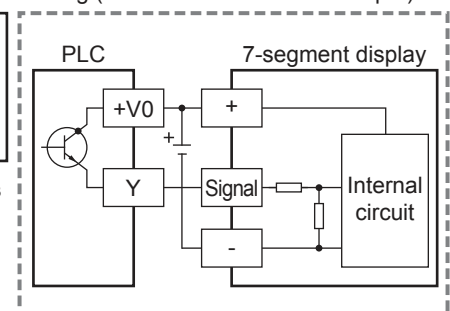 PLC
7-segment display
+V0
+
+
Y
Signal
Internal
circuit
-